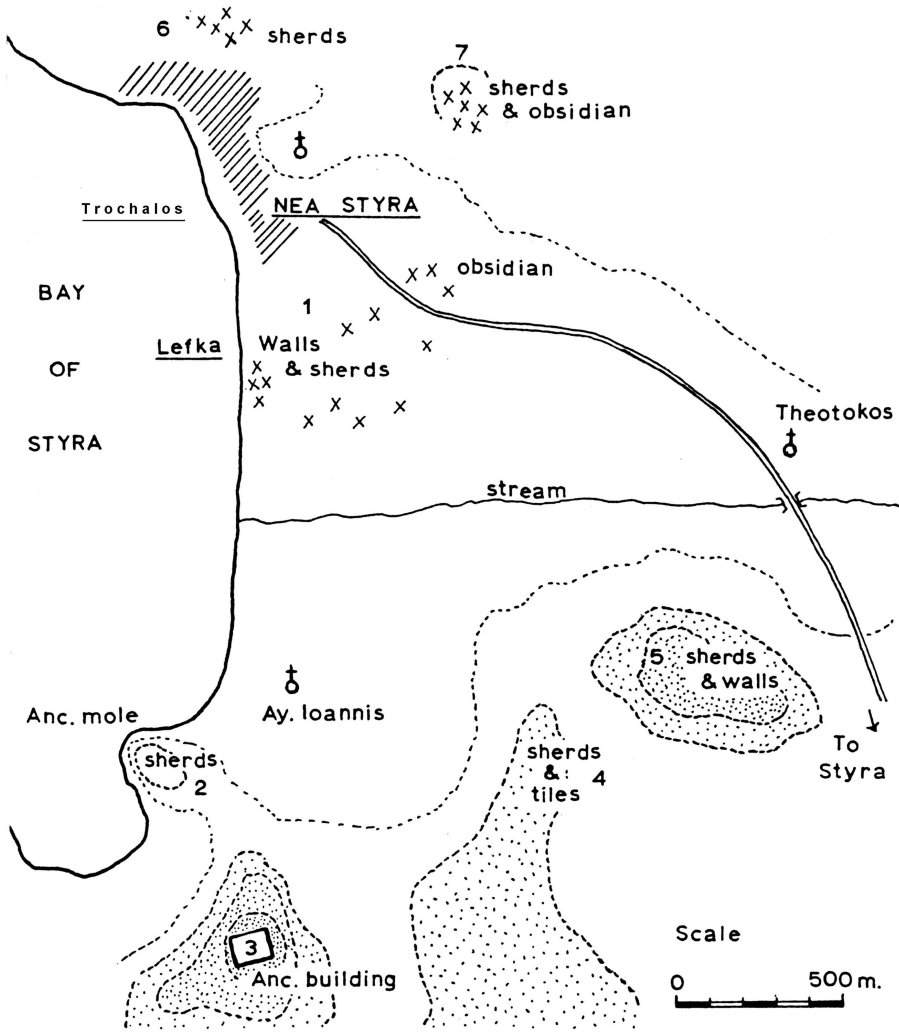 6
sherds
7
sherds
& obsidian
Trochalos
NEA STYRA
obsidian
BAY
1
Lefka
Walls
& sherds
OF
Theotokos
STYRA
stream
5 sherds
& walls
Anc. mole
Ay. Ioannis
To
Styra
sherds
2
sherds
&
tiles
4
3
Anc. building
Scale
0 500 m.